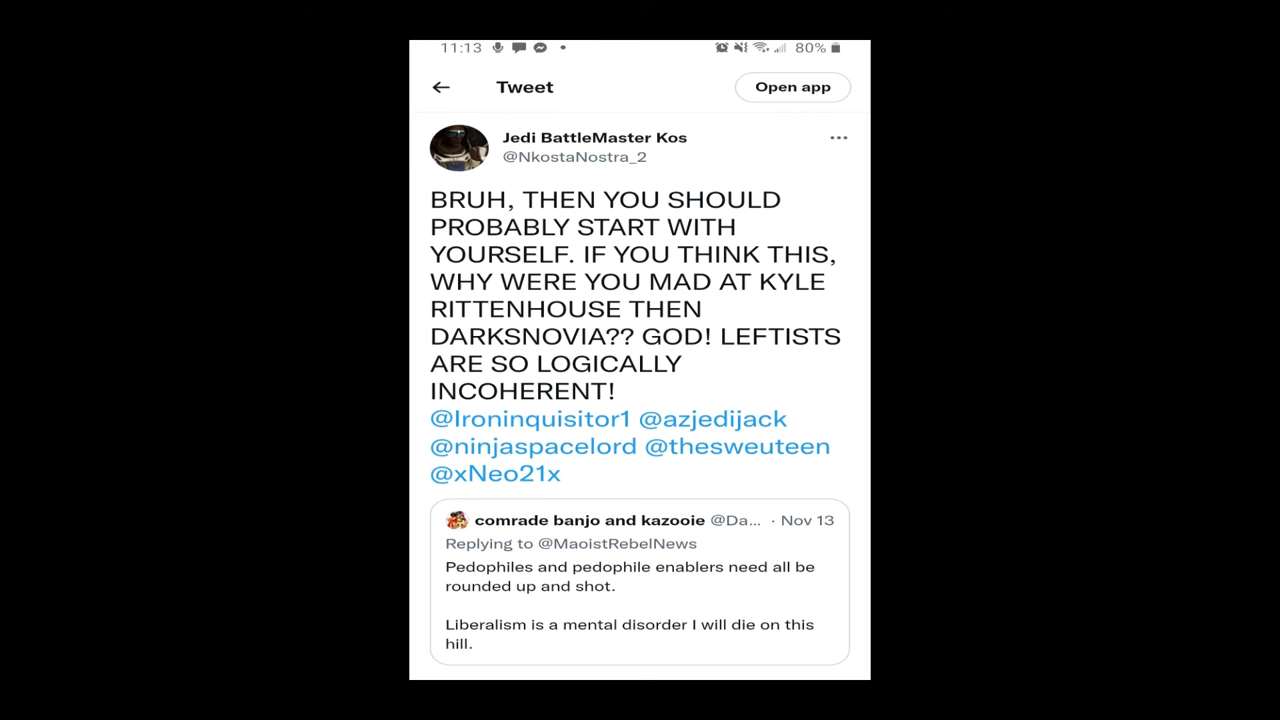 11:13 80%
Tweet Open app
Jedi BattleMaster Kos
@NkostaNostra_2
BRUH, THEN YOU SHOULD
PROBABLY START WITH
YOURSELF. IF YOU THINK THIS,
WHY WERE YOU MAD AT KYLE
RITTENHOUSE THEN
DARKSNOVIA?? GOD! LEFTISTS
ARE SO LOGICALLY
INCOHERENT!
@Ironinquisitor1 @azjedijack
@ninjaspacelord @thesweuteen
@xNeo21x
comrade banjo and kazooie @Da... · Nov 13
Replying to @MaoistRebelNews
Pedophiles and pedophile enablers need all be
rounded up and shot.
Liberalism is a mental disorder I will die on this
hill.